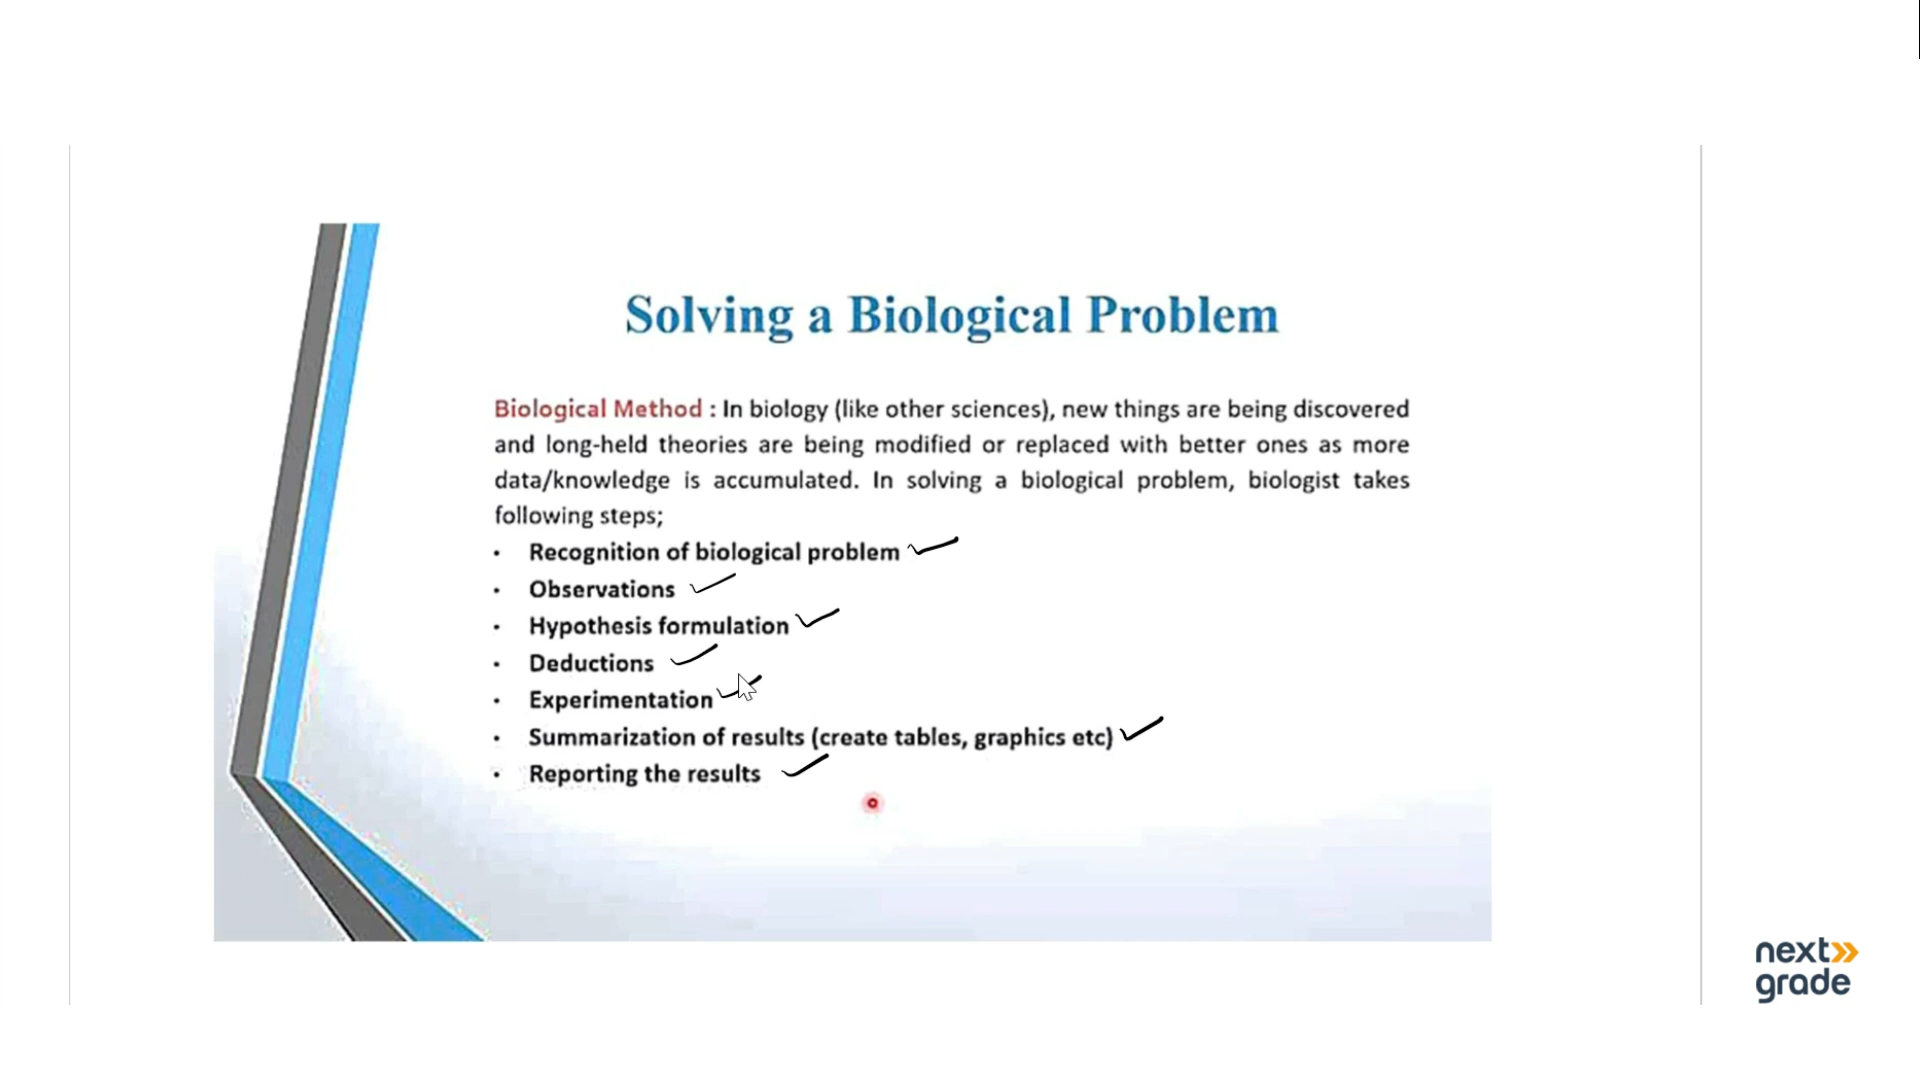 Solving a Biological Problem
Biological Method : In biology (like other sciences), new things are being discovered
and long-held theories are being modified or replaced with better ones as more
data/knowledge is accumulated. In solving a biological problem, biologist takes
following steps;
• Recognition of biological problem
• Observations
• Hypothesis formulation
• Deductions
• Experimentation
• Summarization of results (create tables, graphics etc)
• Reporting the results
next
grade